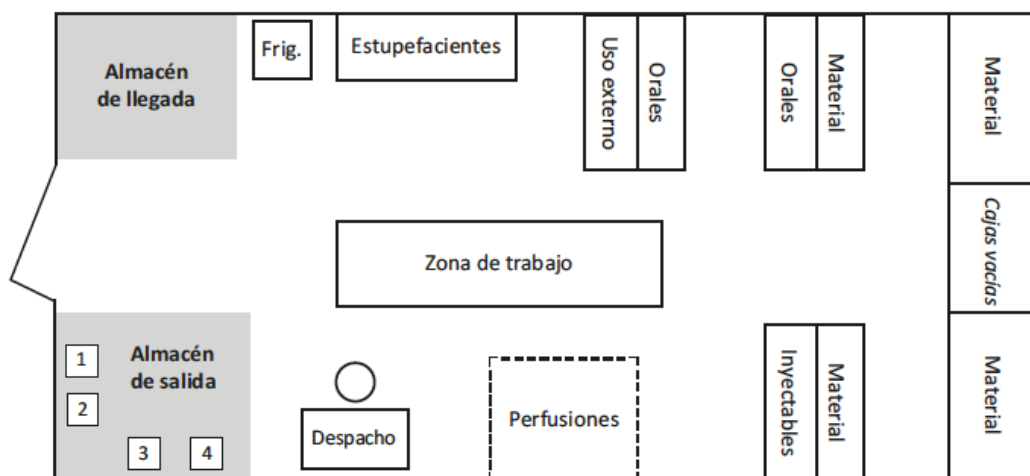 Almacén
de llegada
Frig.
Estupefacientes
Uso externo
Orales
Orales
Material
Material
Zona de trabajo
Cajas vacías
Almacén
de salida
1
2
3
4
Despacho
Perfusiones
Inyectables
Material
Material